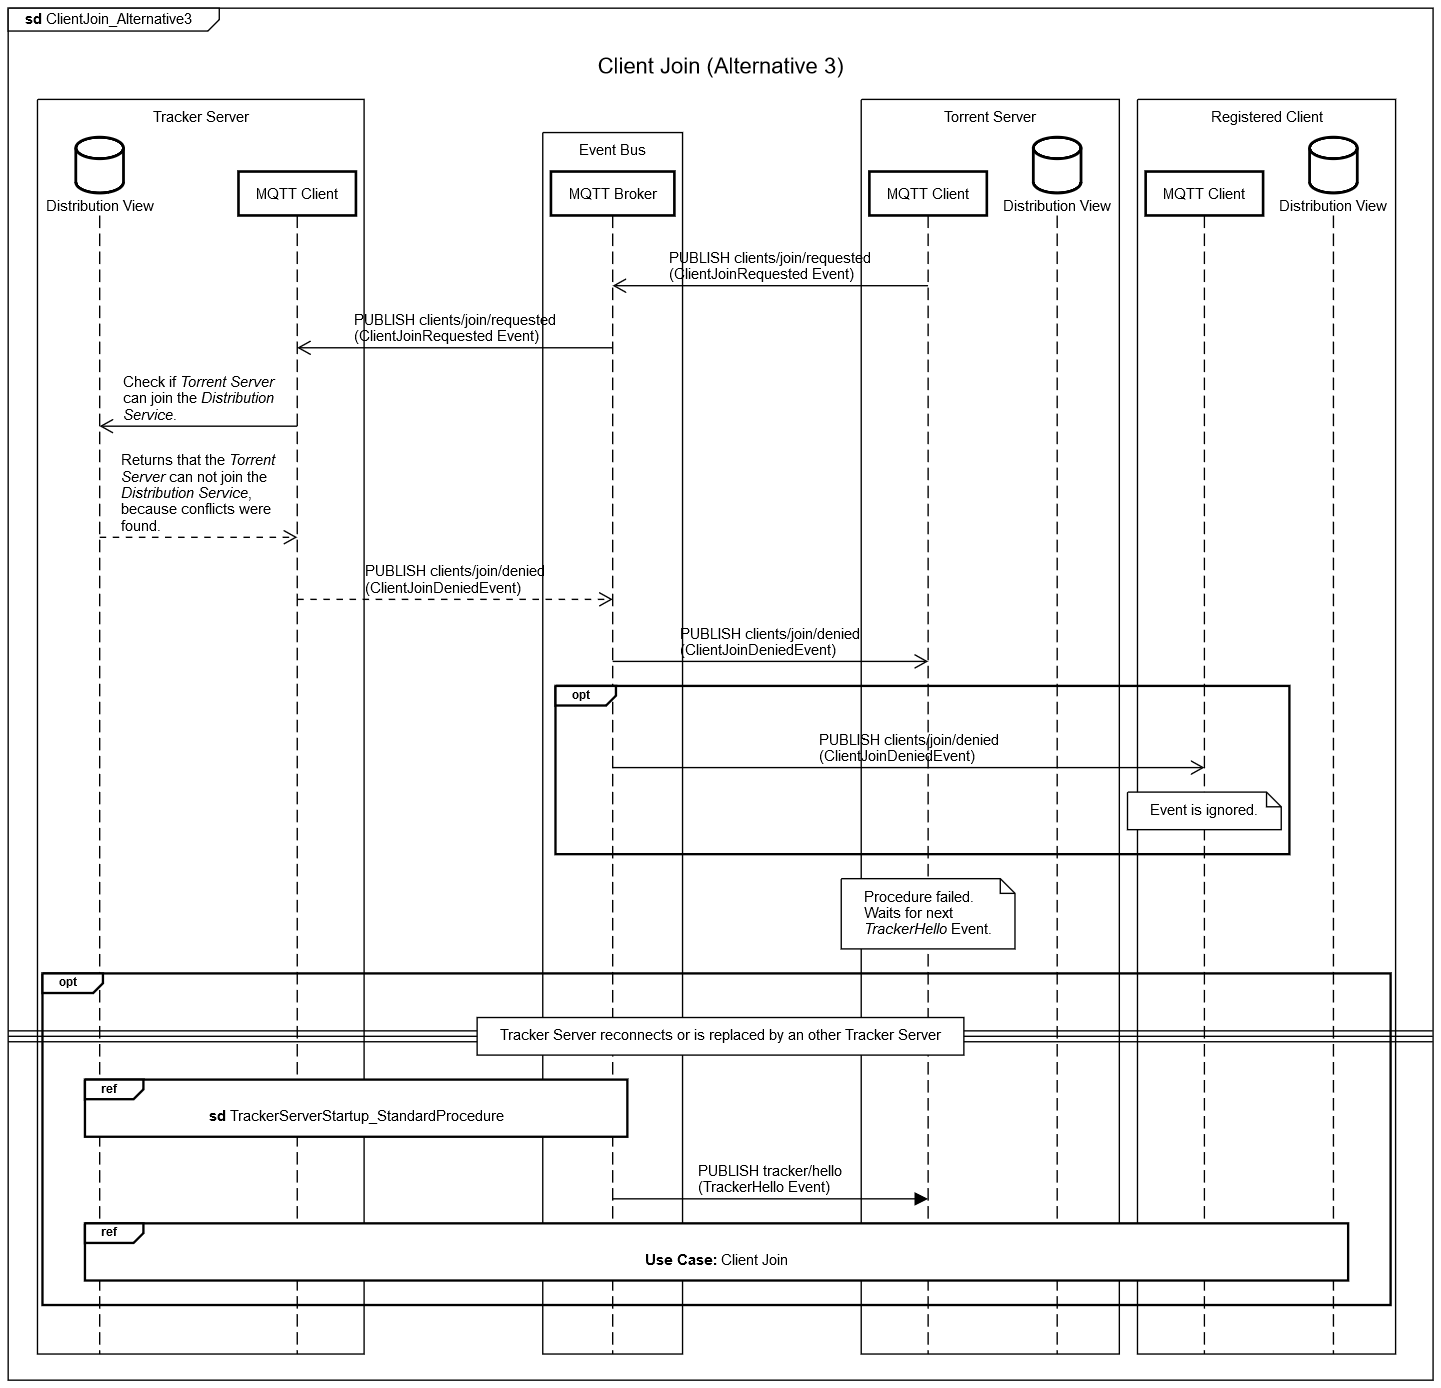 sd ClientJoin_Alternative3
Client Join (Alternative 3)
Tracker Server
Torrent Server
Registered Client
Event Bus
Distribution View
MQTT Client
MQTT Broker
MQTT Client
Distribution View
MQTT Client
Distribution View
PUBLISH clients/join/requested
(ClientJoinRequested Event)
PUBLISH clients/join/requested
(ClientJoinRequested Event)
Check if Torrent Server
can join the Distribution
Service.
Returns that the Torrent
Server can not join the
Distribution Service,
because conflicts were
found.
PUBLISH clients/join/denied
(ClientJoinDeniedEvent)
PUBLISH clients/join/denied
(ClientJoinDeniedEvent)
opt
PUBLISH clients/join/denied
(ClientJoinDeniedEvent)
Event is ignored.
Procedure failed.
Waits for next
TrackerHello Event.
opt
Tracker Server reconnects or is replaced by an other Tracker Server
ref
sd TrackerServerStartup_StandardProcedure
PUBLISH tracker/hello
(TrackerHello Event)
ref
Use Case: Client Join